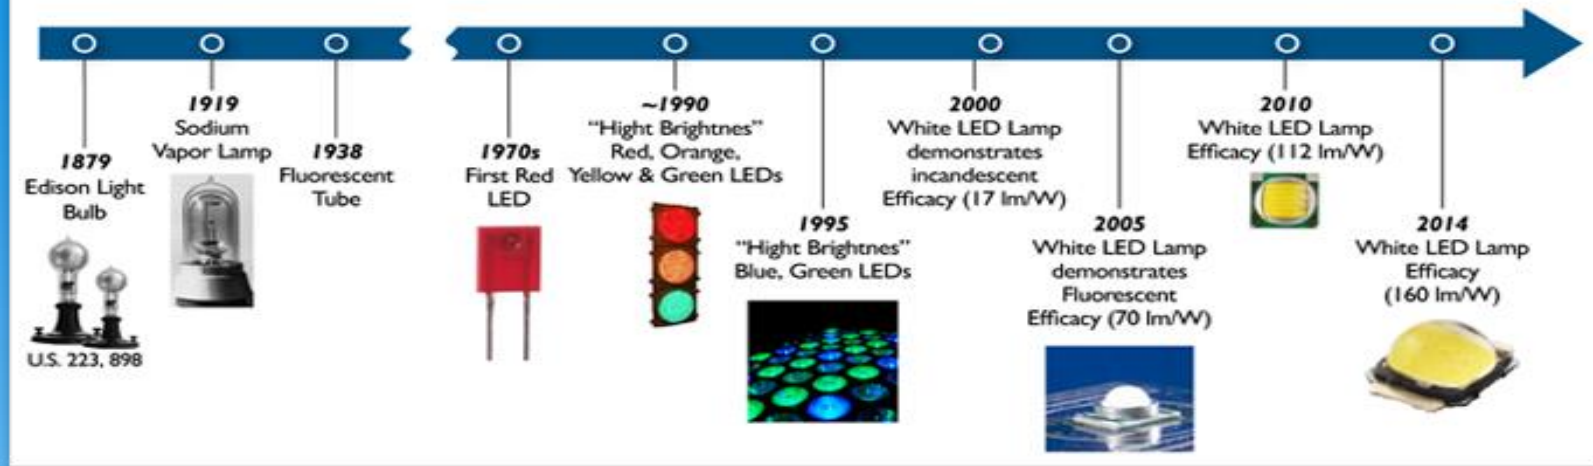 1879
Edison Light
Bulb
U.S. 223, 898
1919
Sodium
Vapor Lamp
1938
Fluorescent
Tube
1970s
First Red
LED
~1990
“Hight Brightnes”
Red, Orange,
Yellow & Green LEDs
1995
“Hight Brightnes”
Blue, Green LEDs
2000
White LED Lamp
demonstrates
incandescent
Efficacy (17 lm/W)
2005
White LED Lamp
demonstrates
Fluorescent
Efficacy (70 lm/W)
2010
White LED Lamp
Efficacy (112 lm/W)
2014
White LED Lamp
Efficacy
(160 lm/W)